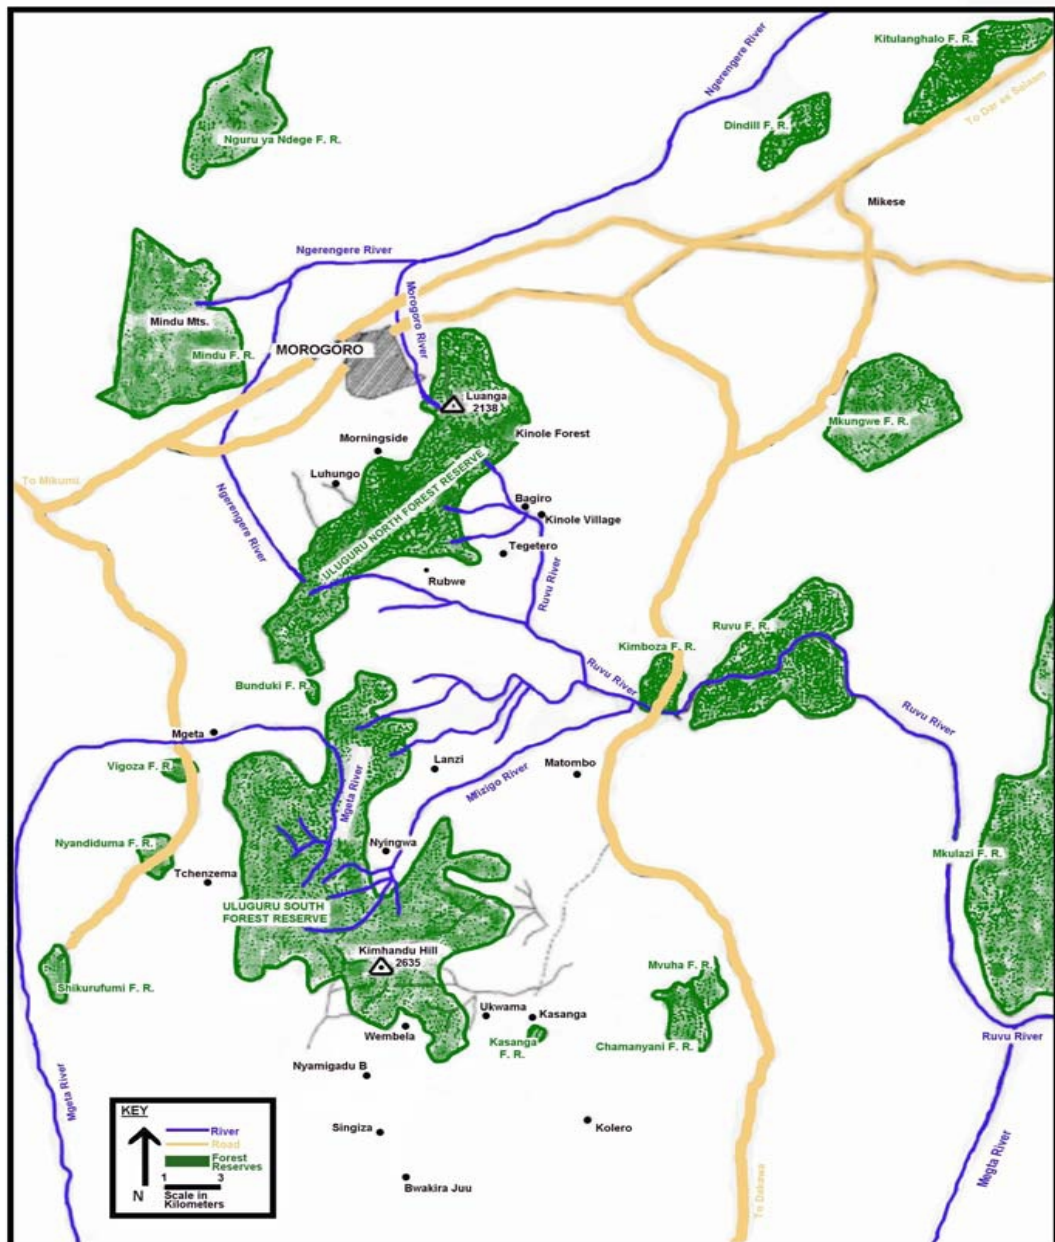 Kitulanghalo F. R.
Ngerengere River
To Dar es Salaam
Dindill F. R.
Nguru ya Ndege F. R.
Mikese
Ngerengere River
Morogoro River
Mindu Mts.
Mindu F. R.
MOROGORO
Luanga
2138
Mkungwe F. R.
Kinole Forest
Morningside
Luhungo
To Mikumi
Ngerengere River
ULUGURU NORTH FOREST RESERVE
Bagiro
Kinole Village
Tegetero
Rubwe
Ruvu River
Ruvu F. R.
Kimboza F. R.
Ruvu River
Bunduki F. R.
Ruvu River
Mgeta
Vigoza F. R.
Lanzi
Matombo
Mgeta River
Mfizigo River
Nyandiduma F. R.
Nyingwa
Mkulazi F. R.
Tchenzema
ULUGURU SOUTH
FOREST RESERVE
Kimhandu Hill
2635
Mvuha F. R.
Shikurufumi F. R.
Ukwama
Kasanga
Wembela
Kasanga
F. R.
Chamanyani F. R.
Ruvu River
Nyamigadu B
Mgeta River
Singiza
Kolero
Megta River
Bwakira Juu
To Dakawa
KEY
River
Road
Forest
Reserves
1 3
Scale in
Kilometers
N